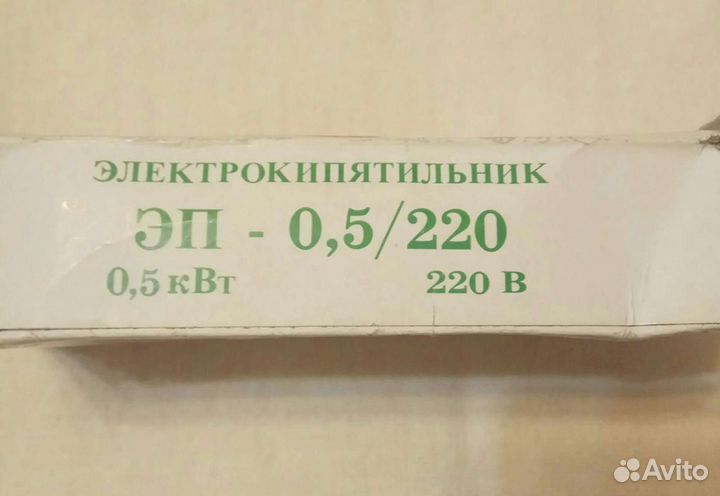 ЭЛЕКТРОКИПЯТИЛЬНИК
ЭП - 0,5/220
0,5 кВт 220 В
Avito